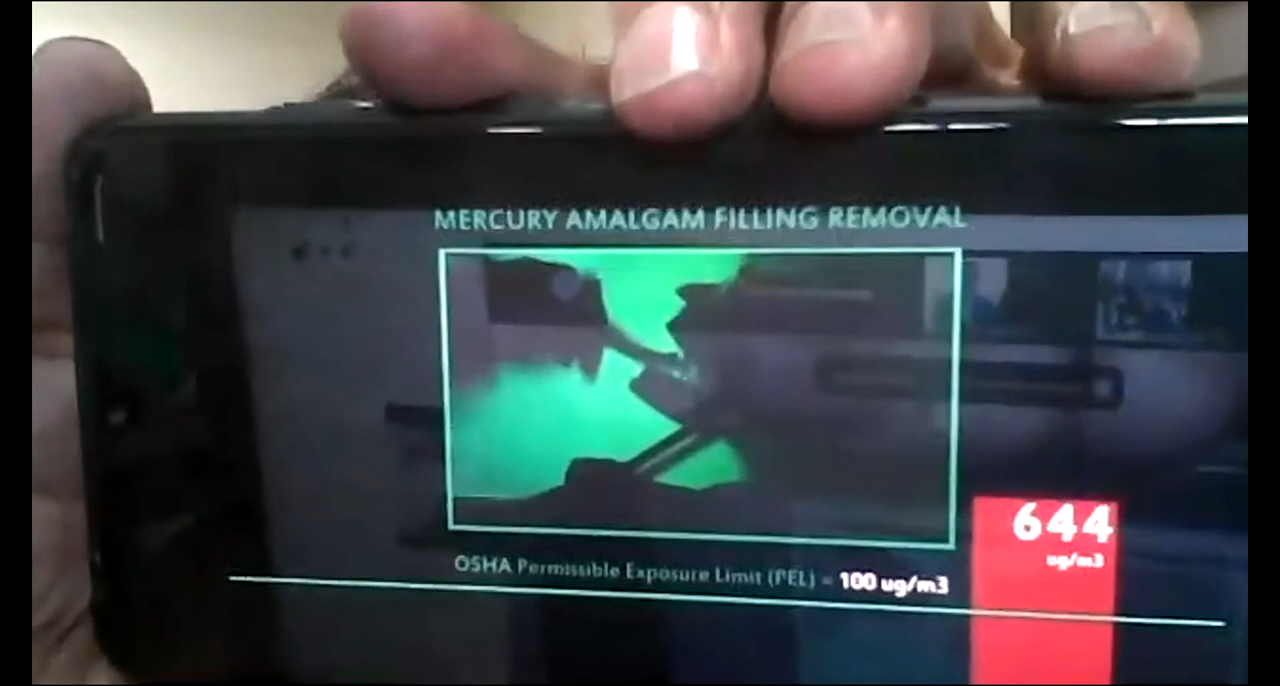 MERCURY AMALGAM FILLING REMOVAL
644
ug/m3
OSHA Permissible Exposure Limit (PEL) = 100 ug/m3